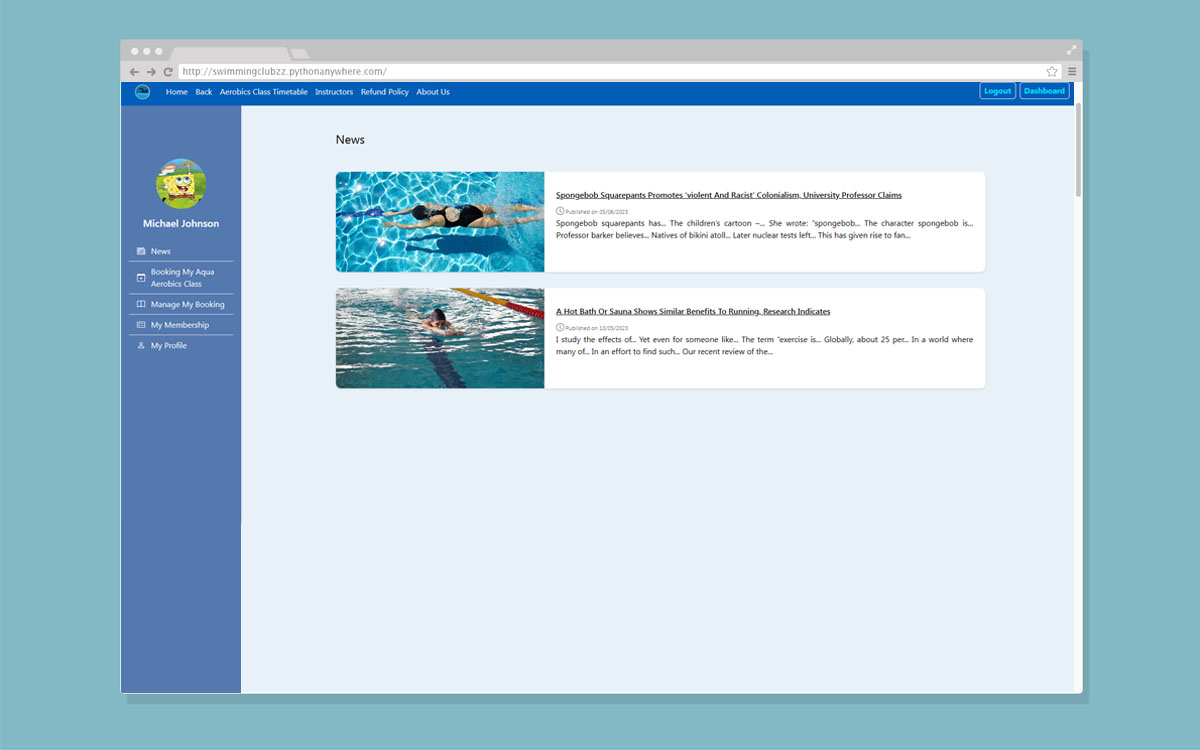 http://swimmingclubzz.pythonanywhere.com/
Home Back Aerobics Class Timetable Instructors Refund Policy About Us Logout Dashboard
Michael Johnson
News
Booking My Aqua
Aerobics Class
Manage My Booking
My Membership
My Profile
News
Spongebob Squarepants Promotes 'violent And Racist' Colonialism, University Professor Claims
Published on 05/06/2023
Spongebob squarepants has... The children's cartoon –... She wrote: "spongebob... The character spongebob is...
Professor barker believes... Natives of bikini atoll... Later nuclear tests left... This has given rise to fan...
A Hot Bath Or Sauna Shows Similar Benefits To Running, Research Indicates
Published on 10/05/2023
I study the effects of... Yet even for someone like... The term "exercise is... Globally, about 25 per... In a world where
many of... In an effort to find such... Our recent review of the...